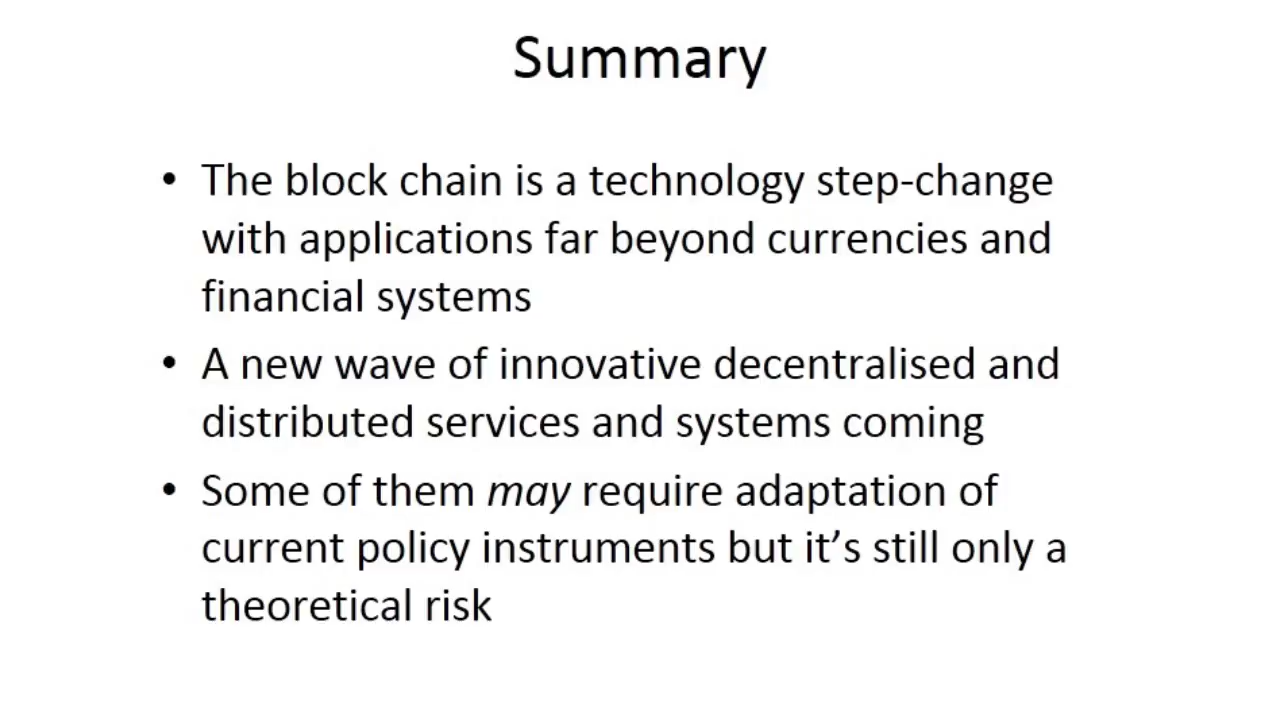 Summary
• The block chain is a technology step-change
with applications far beyond currencies and
financial systems
• A new wave of innovative decentralised and
distributed services and systems coming
• Some of them may require adaptation of
current policy instruments but it’s still only a
theoretical risk